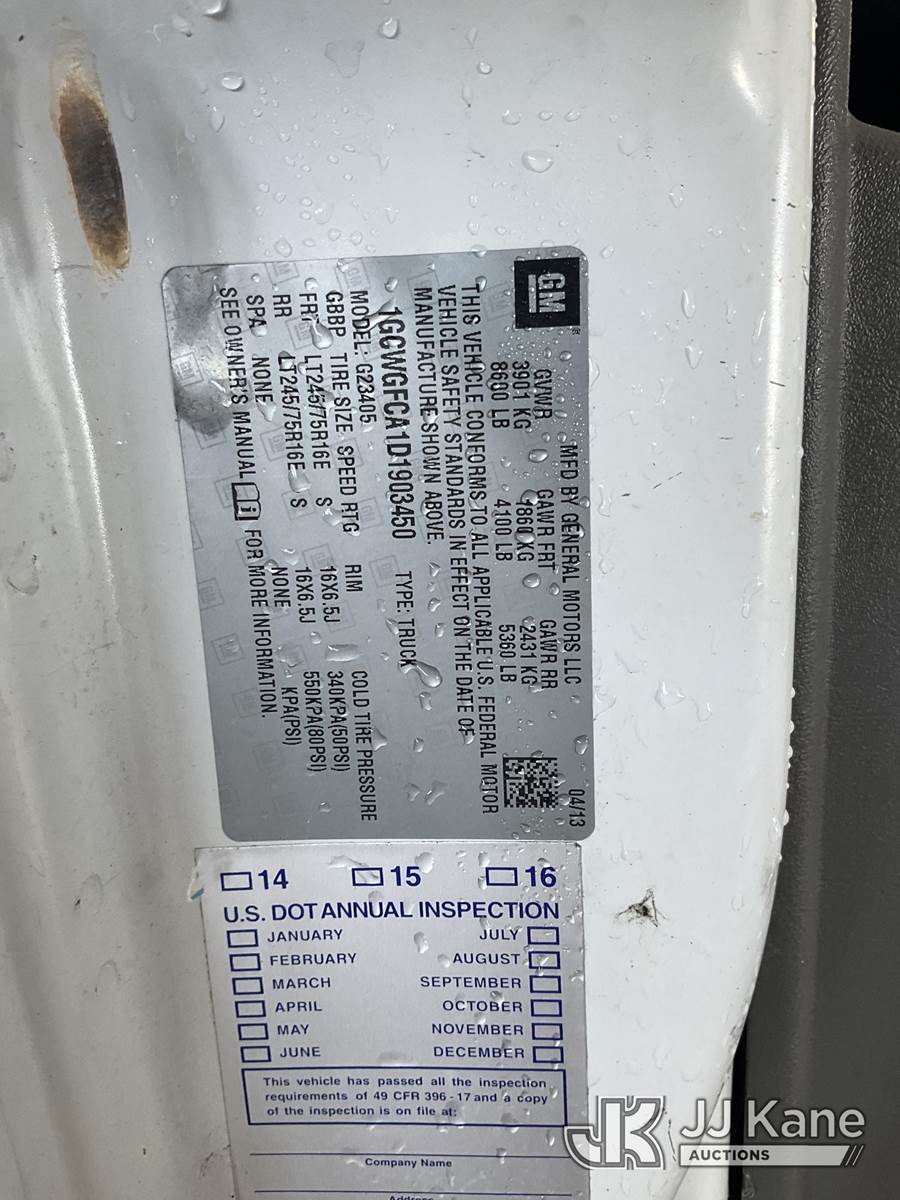 GM
®
MFD BY GENERAL MOTORS LLC
04/13
GVWR GAWR FRT GAWR RR
3901 KG 1860 KG 2431 KG
8600 LB 4100 LB 5360 LB
THIS VEHICLE CONFORMS TO ALL APPLICABLE U.S. FEDERAL MOTOR
VEHICLE SAFETY STANDARDS IN EFFECT ON THE DATE OF
MANUFACTURE SHOWN ABOVE.
1GCWGFCA1D1903450 TYPE: TRUCK
MODEL: G23405
GBBP TIRE SIZE SPEED RTG RIM COLD TIRE PRESSURE
FRT LT245/75R16E S 16X6.5J 340KPA(50PSI)
RR LT245/75R16E S 16X6.5J 550KPA(80PSI)
SPA NONE NONE KPA(PSI)
SEE OWNER'S MANUAL FOR MORE INFORMATION.
14 15 16
U.S. DOT ANNUAL INSPECTION
JANUARY JULY
FEBRUARY AUGUST
MARCH SEPTEMBER
APRIL OCTOBER
MAY NOVEMBER
JUNE DECEMBER
This vehicle has passed all the inspection
requirements of 49 CFR 396-17 and a copy
of the inspection is on file at:
Company Name
Address
JK JJ Kane
AUCTIONS